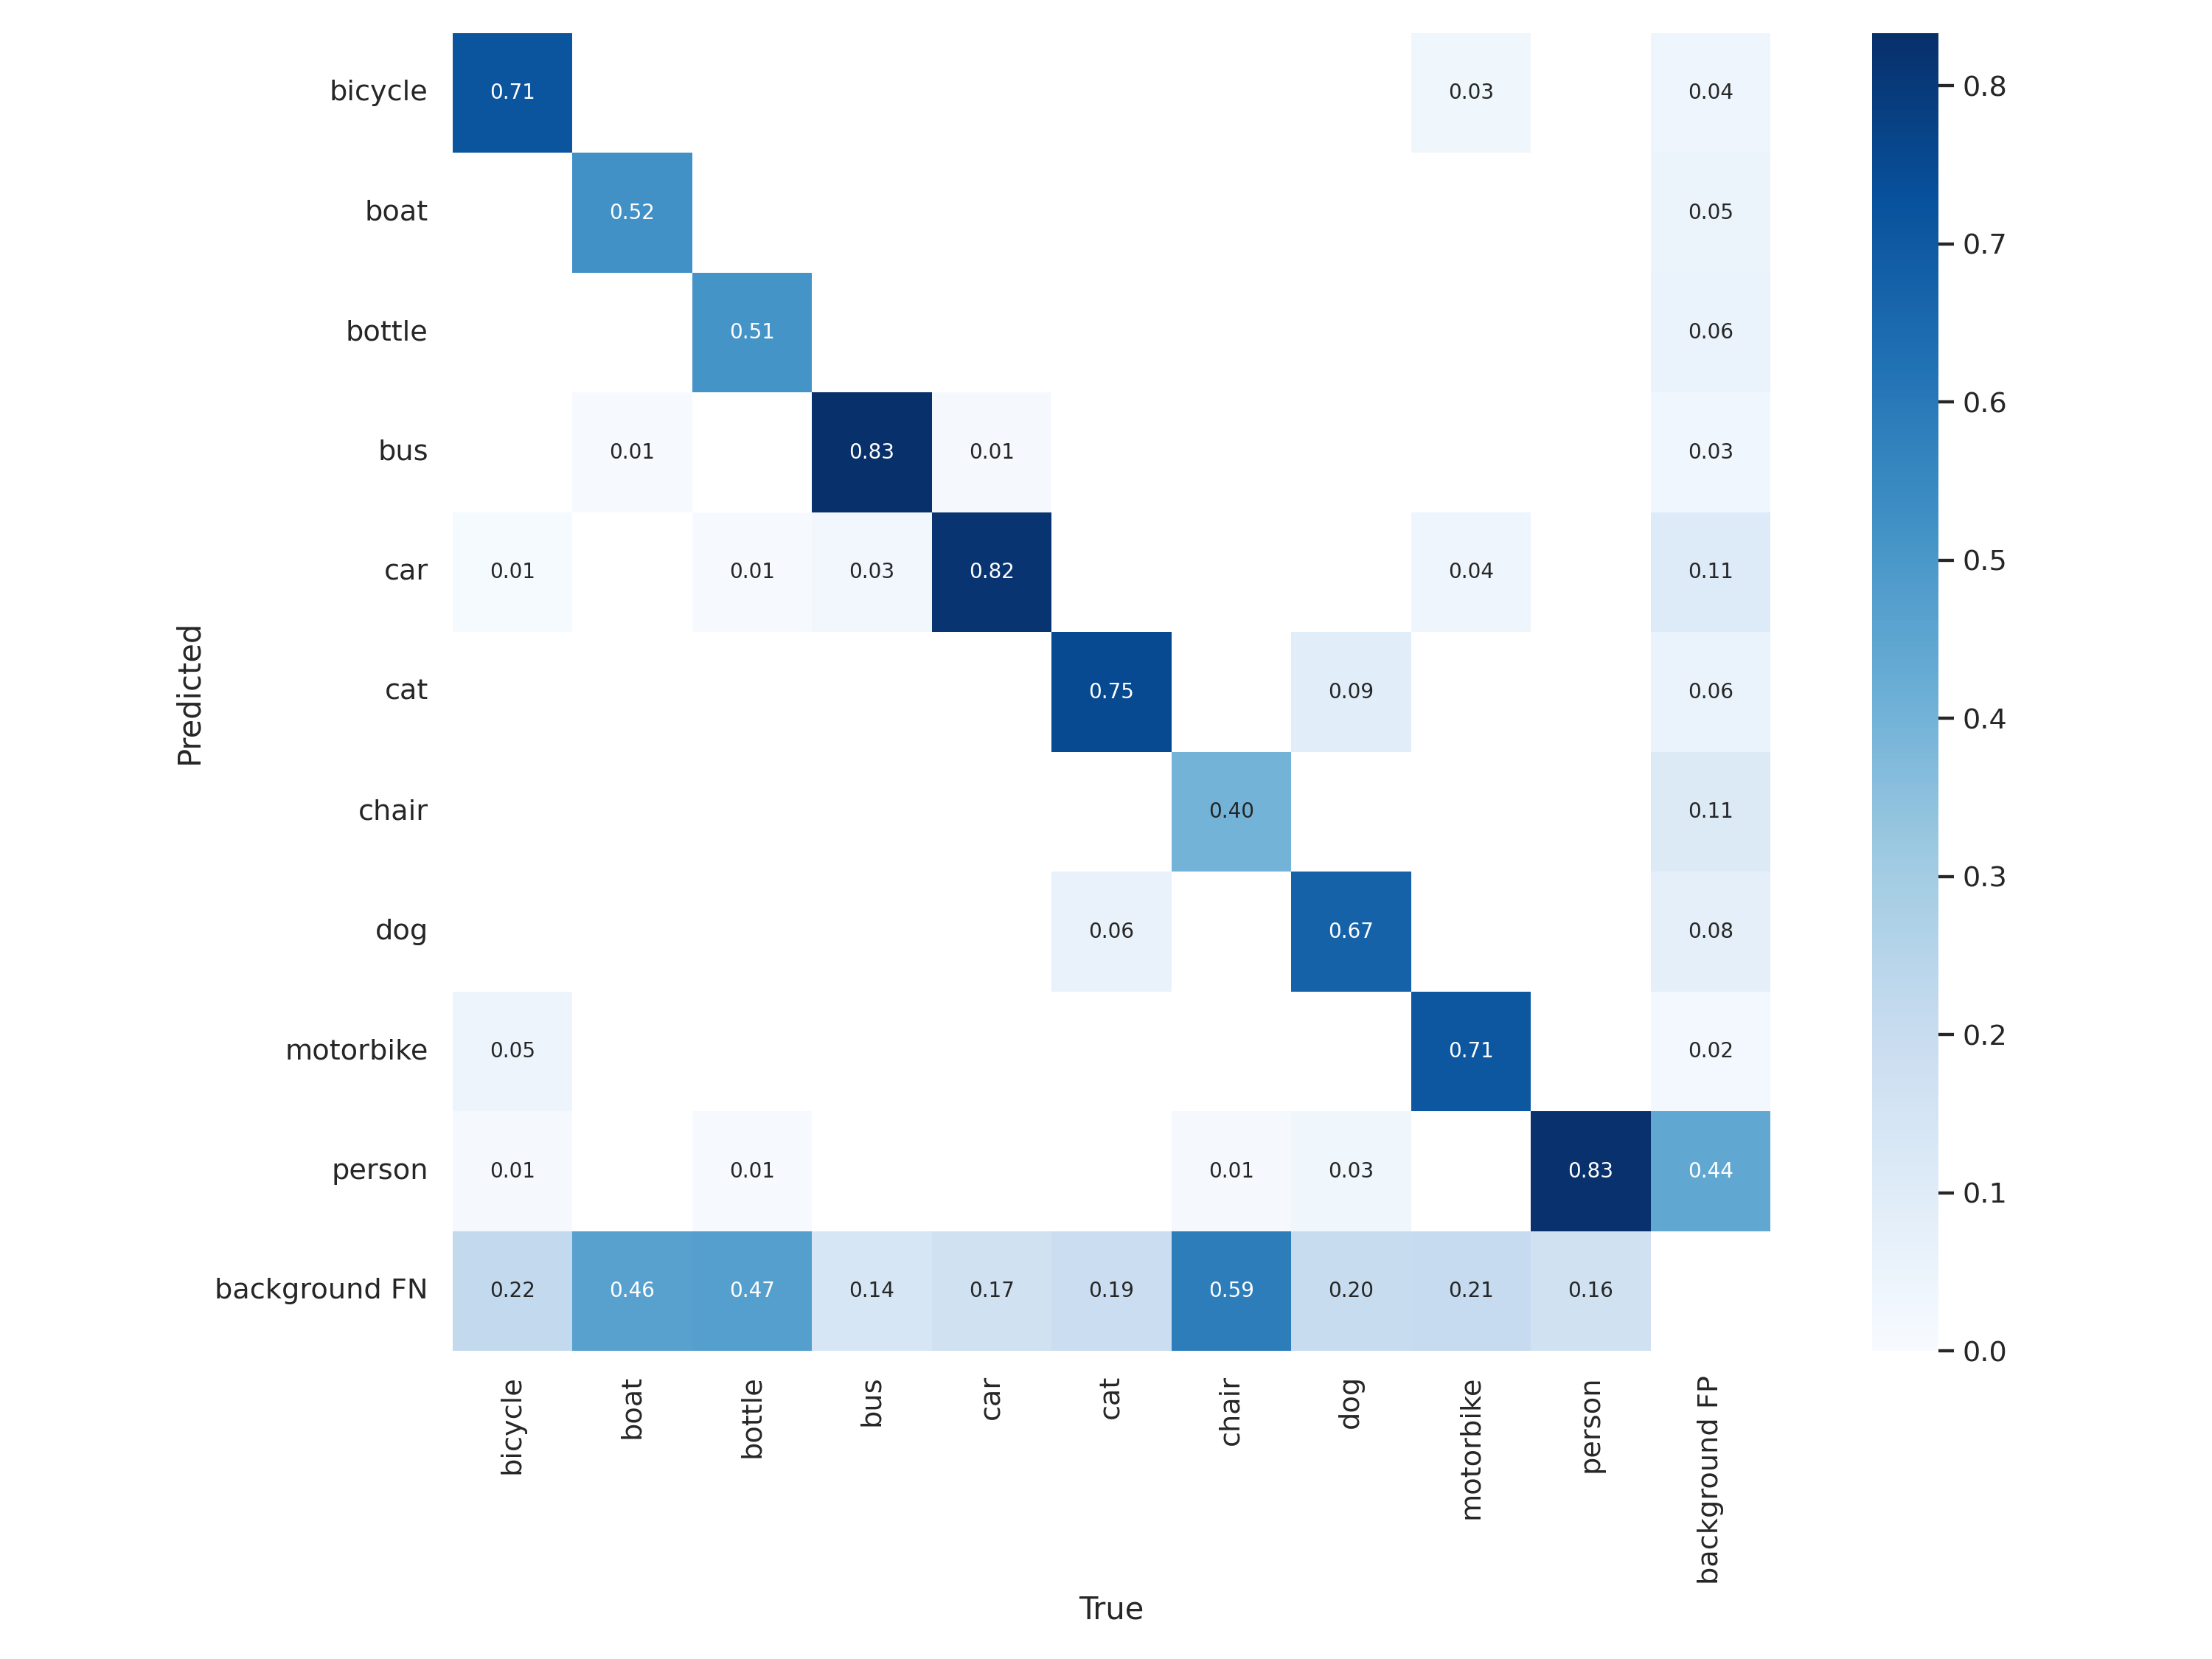 bicycle 0.71 0.03 0.04 0.8
boat 0.52 0.05 0.7
bottle 0.51 0.06 0.6
bus 0.01 0.83 0.01 0.03
car 0.01 0.01 0.03 0.82 0.04 0.11 0.5
Predicted
cat 0.75 0.09 0.06 0.4
chair 0.40 0.11
dog 0.06 0.67 0.08 0.3
motorbike 0.05 0.71 0.02 0.2
person 0.01 0.01 0.01 0.03 0.83 0.44 0.1
background FN 0.22 0.46 0.47 0.14 0.17 0.19 0.59 0.20 0.21 0.16 0.0
bicycle boat bottle bus car cat chair dog motorbike person background FP
True